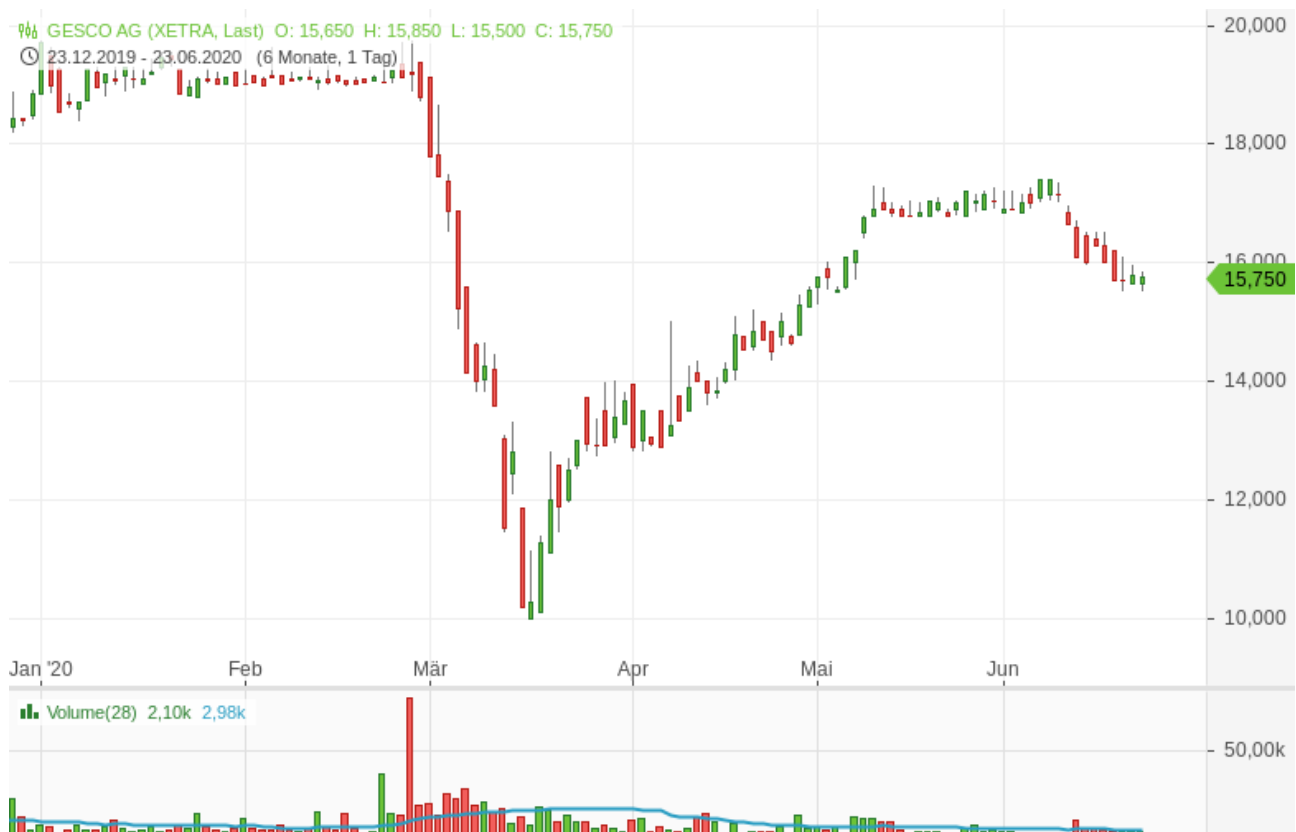 GESCO AG (XETRA, Last) O: 15,650 H: 15,850 L: 15,500 C: 15,750
23.12.2019 - 23.06.2020 (6 Monate, 1 Tag)
20,000
18,000
16,000
15,750
14,000
12,000
10,000
Jan '20 Feb Mär Apr Mai Jun
Volume(28) 2,10k 2,98k
50,00k